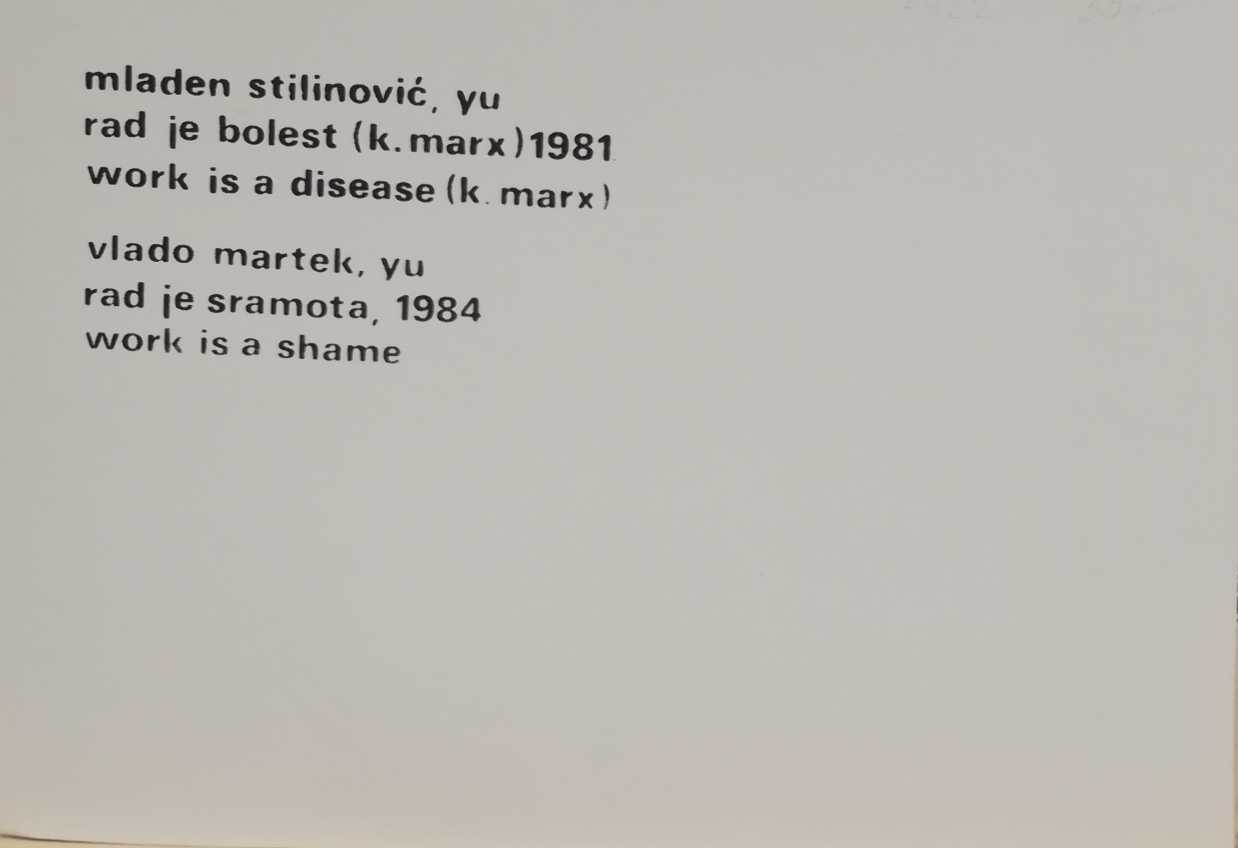 mladen stilinović, yu
rad je bolest (k. marx) 1981
work is a disease (k. marx)
vlado martek, yu
rad je sramota, 1984
work is a shame